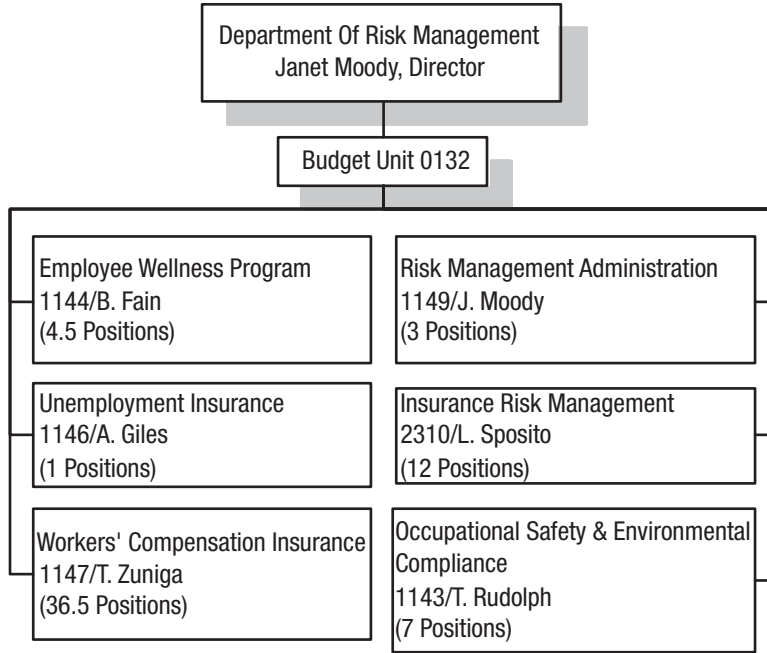 Department Of Risk Management
Janet Moody, Director
Budget Unit 0132
Employee Wellness Program
1144/B. Fain
(4.5 Positions)
Risk Management Administration
1149/J. Moody
(3 Positions)
Unemployment Insurance
1146/A. Giles
(1 Positions)
Insurance Risk Management
2310/L. Sposito
(12 Positions)
Workers' Compensation Insurance
1147/T. Zuniga
(36.5 Positions)
Occupational Safety & Environmental
Compliance
1143/T. Rudolph
(7 Positions)